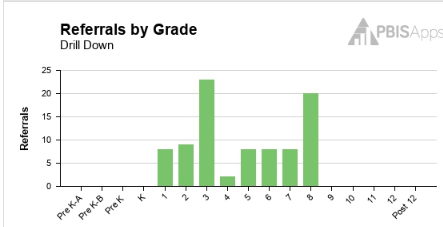 Referrals by Grade
Drill Down
PBISApps
Referrals
25
20
15
10
5
0
Pre K-A
Pre K-B
Pre K
K
1
2
3
4
5
6
7
8
9
10
11
12
Post 12